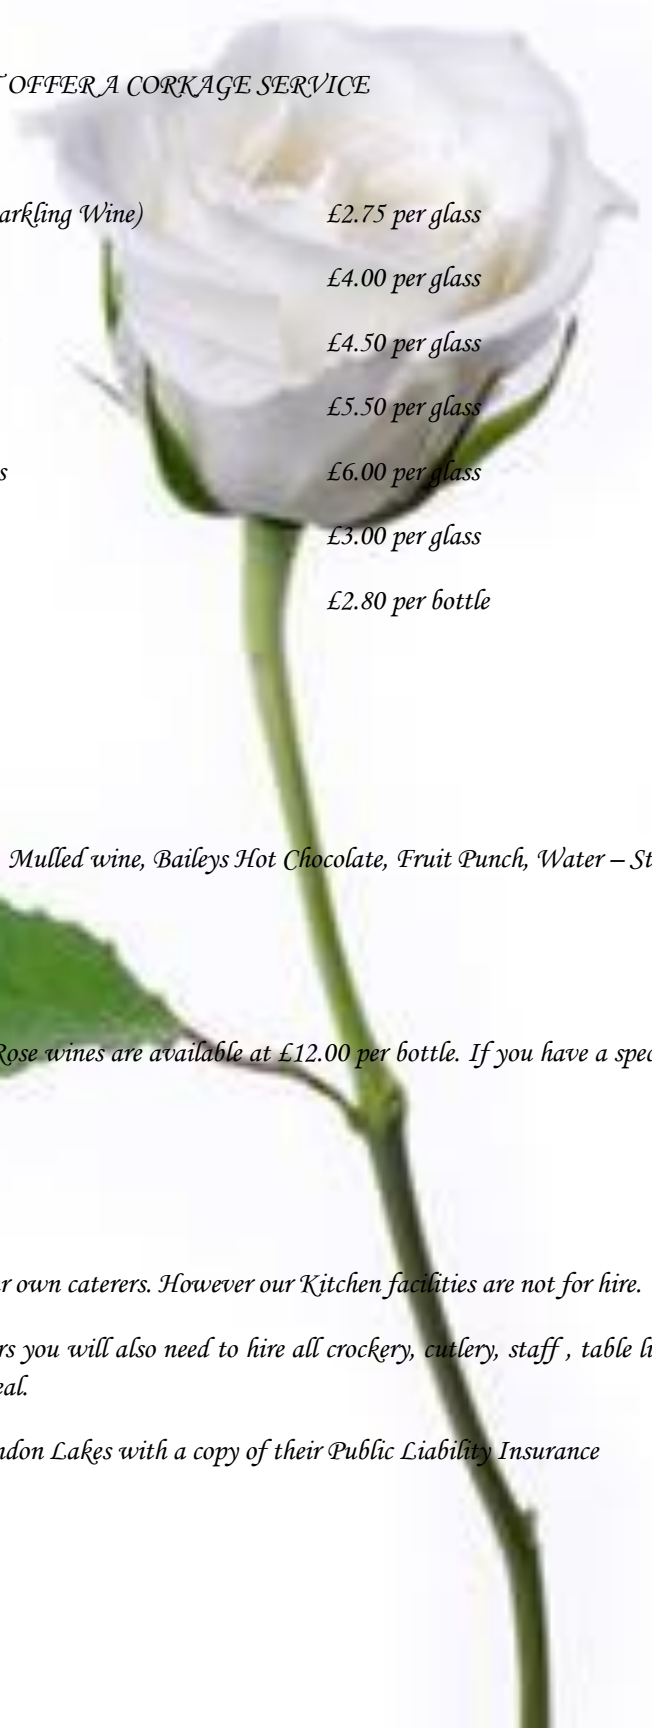 OFFER A CORKAGE SERVICE
arkling Wine) £2.75 per glass
£4.00 per glass
£4.50 per glass
£5.50 per glass
s £6.00 per glass
£3.00 per glass
£2.80 per bottle
Mulled wine, Baileys Hot Chocolate, Fruit Punch, Water – St
Rose wines are available at £12.00 per bottle. If you have a spec
r own caterers. However our Kitchen facilities are not for hire.
rs you will also need to hire all crockery, cutlery, staff , table li
eal.
ndon Lakes with a copy of their Public Liability Insurance